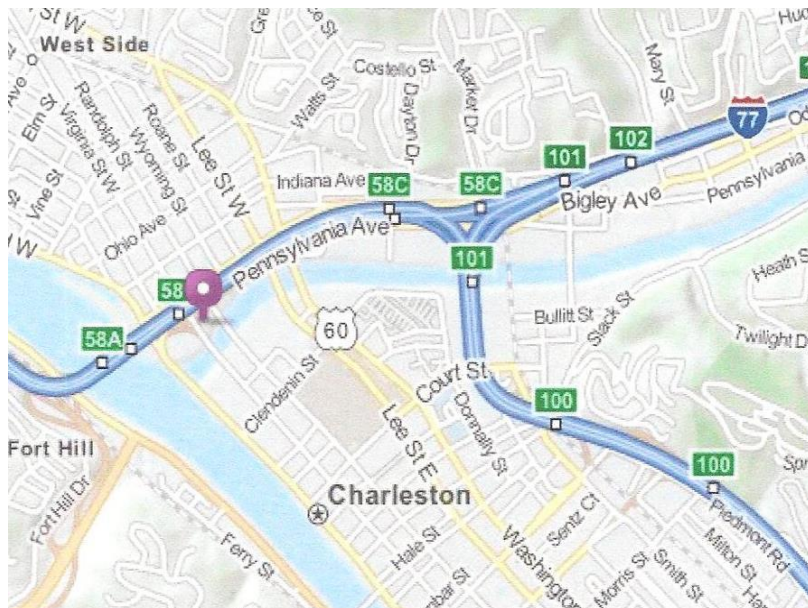 West Side
Costello St
Market Dr
Dayton Dr
Watts St
Mary St
77
102
101
Elm St
Randolph St
Virginia St W
Roane St
Wyoming St
Lee St W
Vine St
Indiana Ave
58C
58C
Bigley Ave
Pennsylvania
Ohio Ave
Pennsylvania Ave
101
Heath S
58
Bullitt St
Slack St
60
58A
Twilight D
Court St
Clendenin St
100
Donnally St
Lee St E
Fort Hill
100
Spr
Charleston
Fort Hill Dr
Sentz Ct
Piedmont Rd
Hale St
Washington
Milton St
Ferry St
Smith St
Morris St